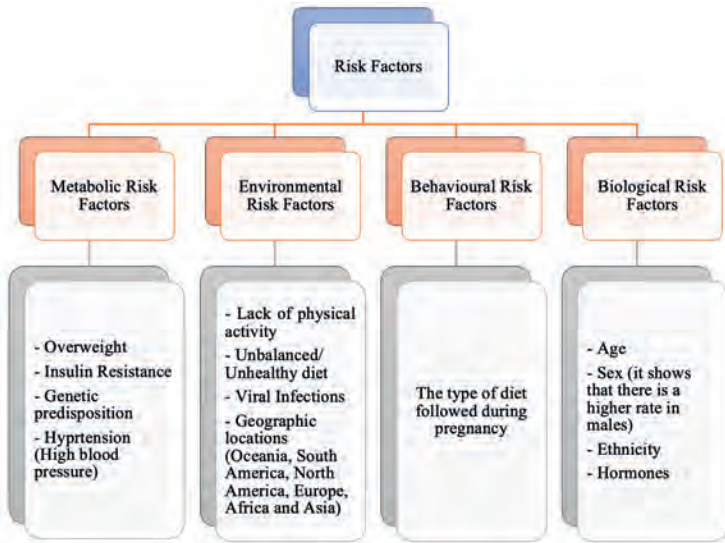 Risk Factors
Metabolic Risk
Factors
Environmental
Risk Factors
Behavioural Risk
Factors
Biological Risk
Factors
- Overweight
- Insulin Resistance
- Genetic
predisposition
- Hyprtension
(High blood
pressure)
- Lack of physical
activity
- Unbalanced/
Unhealthy diet
- Viral Infections
- Geographic
locations
(Oceania, South
America, North
America, Europe,
Africa and Asia)
The type of diet
followed during
pregnancy
- Age
- Sex (it shows
that there is a
higher rate in
males)
- Ethnicity
- Hormones